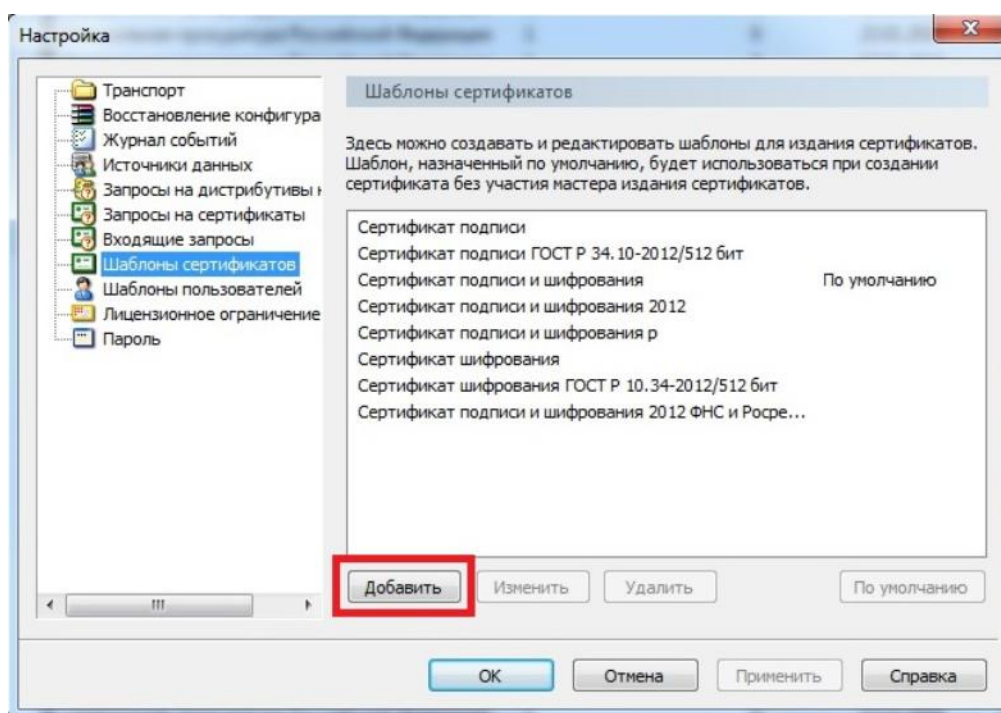 Настройка
Транспорт
Восстановление конфигура
Журнал событий
Источники данных
Запросы на дистрибутивы
Запросы на сертификаты
Входящие запросы
Шаблоны сертификатов
Шаблоны пользователей
Лицензионное ограничение
Пароль
Шаблоны сертификатов
Здесь можно создавать и редактировать шаблоны для издания сертификатов.
Шаблон, назначенный по умолчанию, будет использоваться при создании
сертификата без участия мастера издания сертификатов.
Сертификат подписи
Сертификат подписи ГОСТ Р 34.10-2012/512 бит
Сертификат подписи и шифрования По умолчанию
Сертификат подписи и шифрования 2012
Сертификат подписи и шифрования р
Сертификат шифрования
Сертификат шифрования ГОСТ Р 10.34-2012/512 бит
Сертификат подписи и шифрования 2012 ФНС и Росре...
Добавить Изменить Удалить По умолчанию
ОК Отмена Применить Справка